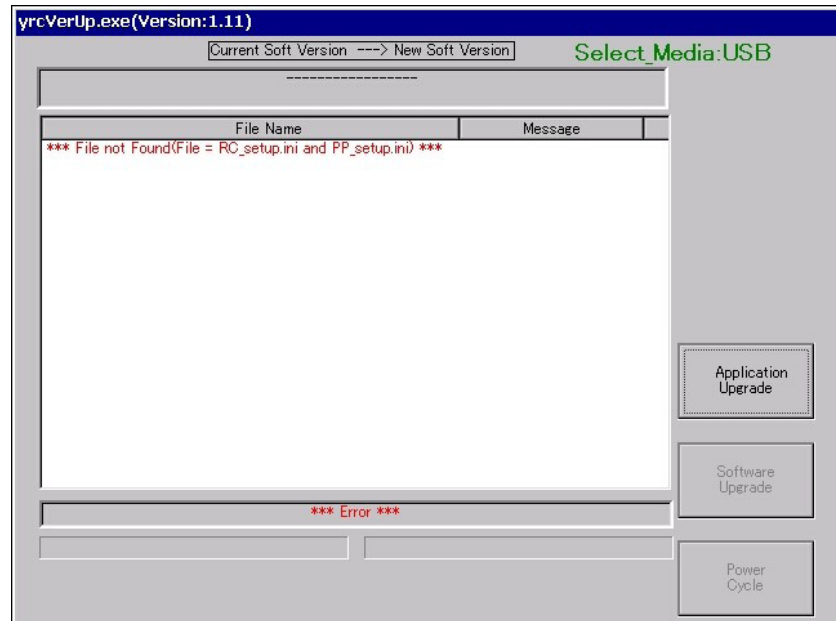 yrcVerUp.exe(Version:1.11)
Current Soft Version ---> New Soft Version
Select_Media:USB
-----------------
File Name
Message
*** File not Found(File = RC_setup.ini and PP_setup.ini) ***
Application
Upgrade
Software
Upgrade
*** Error ***
Power
Cycle